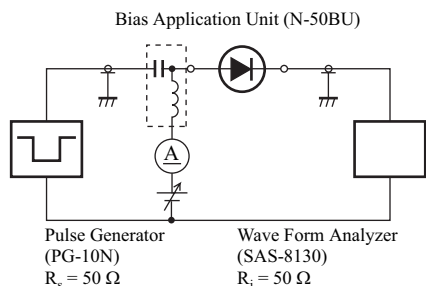 Bias Application Unit (N-50BU)
A
Pulse Generator
(PG-10N)
Rs = 50 Ω
Wave Form Analyzer
(SAS-8130)
Ri = 50 Ω